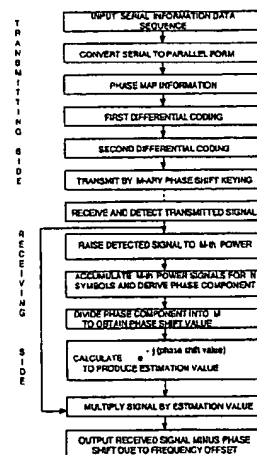 TRANSMITTING SIDE
INPUT SERIAL INFORMATION DATA
SEQUENCE
CONVERT SERIAL TO PARALLEL FORM
PHASE MAP INFORMATION
FIRST DIFFERENTIAL CODING
SECOND DIFFERENTIAL CODING
TRANSMIT BY M-ARY PHASE SHIFT KEYING
RECEIVING SIDE
RECEIVE AND DETECT TRANSMITTED SIGNAL
RAISE DETECTED SIGNAL TO M-th POWER
ACCUMULATE M-th POWER SIGNALS FOR N
SYMBOLS AND DERIVE PHASE COMPONENT
DIVIDE PHASE COMPONENT INTO M
TO OBTAIN PHASE SHIFT VALUE
CALCULATE e - j (phase shift value)
TO PRODUCE ESTIMATION VALUE
MULTIPLY SIGNAL BY ESTIMATION VALUE
OUTPUT RECEIVED SIGNAL MINUS PHASE
SHIFT DUE TO FREQUENCY OFFSET